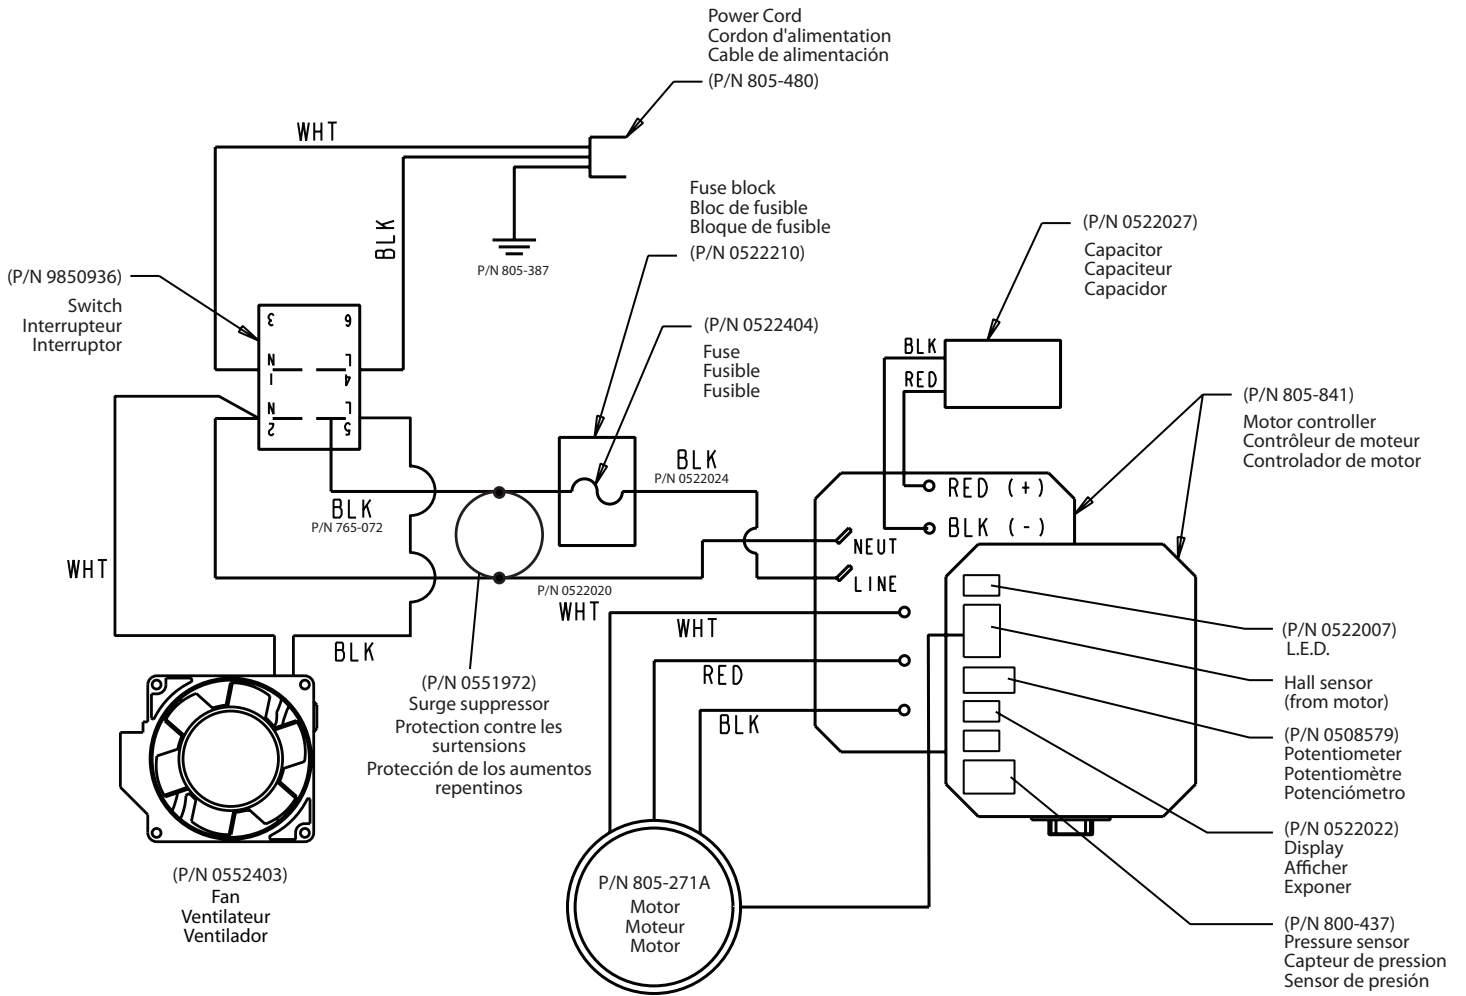 Power Cord
Cordon d'alimentation
Cable de alimentación
(P/N 805-480)
WHT
BLK
P/N 805-387
Fuse block
Bloc de fusible
Bloque de fusible
(P/N 0522210)
(P/N 0522404)
Fuse
Fusible
Fusible
(P/N 9850936)
Switch
Interrupteur
Interruptor
3 6
N L
1 4
N L
2 5
(P/N 0522027)
Capacitor
Capaciteur
Capacidor
BLK
RED
(P/N 805-841)
Motor controller
Contrôleur de moteur
Controlador de motor
BLK
P/N 0522024
BLK
P/N 765-072
RED (+)
BLK (-)
NEUT
LINE
WHT
P/N 0522020
WHT
WHT
RED
BLK
BLK
(P/N 0551972)
Surge suppressor
Protection contre les
surtensions
Protección de los aumentos
repentinos
(P/N 0522007)
L.E.D.
Hall sensor
(from motor)
(P/N 0508579)
Potentiometer
Potentiomètre
Potenciómetro
(P/N 0522022)
Display
Afficher
Exponer
(P/N 800-437)
Pressure sensor
Capteur de pression
Sensor de presión
(P/N 0552403)
Fan
Ventilateur
Ventilador
P/N 805-271A
Motor
Moteur
Motor